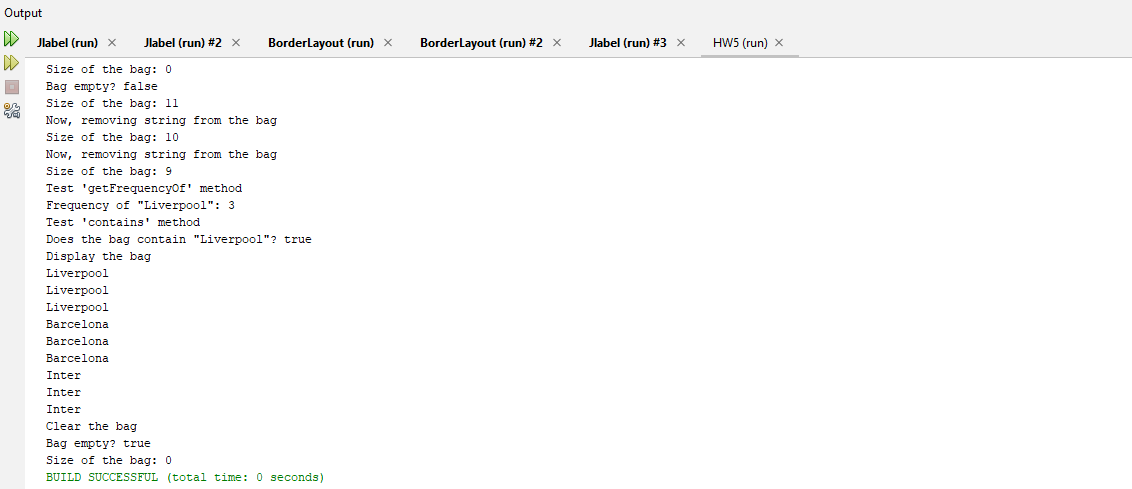 Output
Jlabel (run) × Jlabel (run) #2 × BorderLayout (run) × BorderLayout (run) #2 × Jlabel (run) #3 × HW5 (run) ×
Size of the bag: 0
Bag empty? false
Size of the bag: 11
Now, removing string from the bag
Size of the bag: 10
Now, removing string from the bag
Size of the bag: 9
Test 'getFrequencyOf' method
Frequency of "Liverpool": 3
Test 'contains' method
Does the bag contain "Liverpool"? true
Display the bag
Liverpool
Liverpool
Liverpool
Barcelona
Barcelona
Barcelona
Inter
Inter
Inter
Clear the bag
Bag empty? true
Size of the bag: 0
BUILD SUCCESSFUL (total time: 0 seconds)